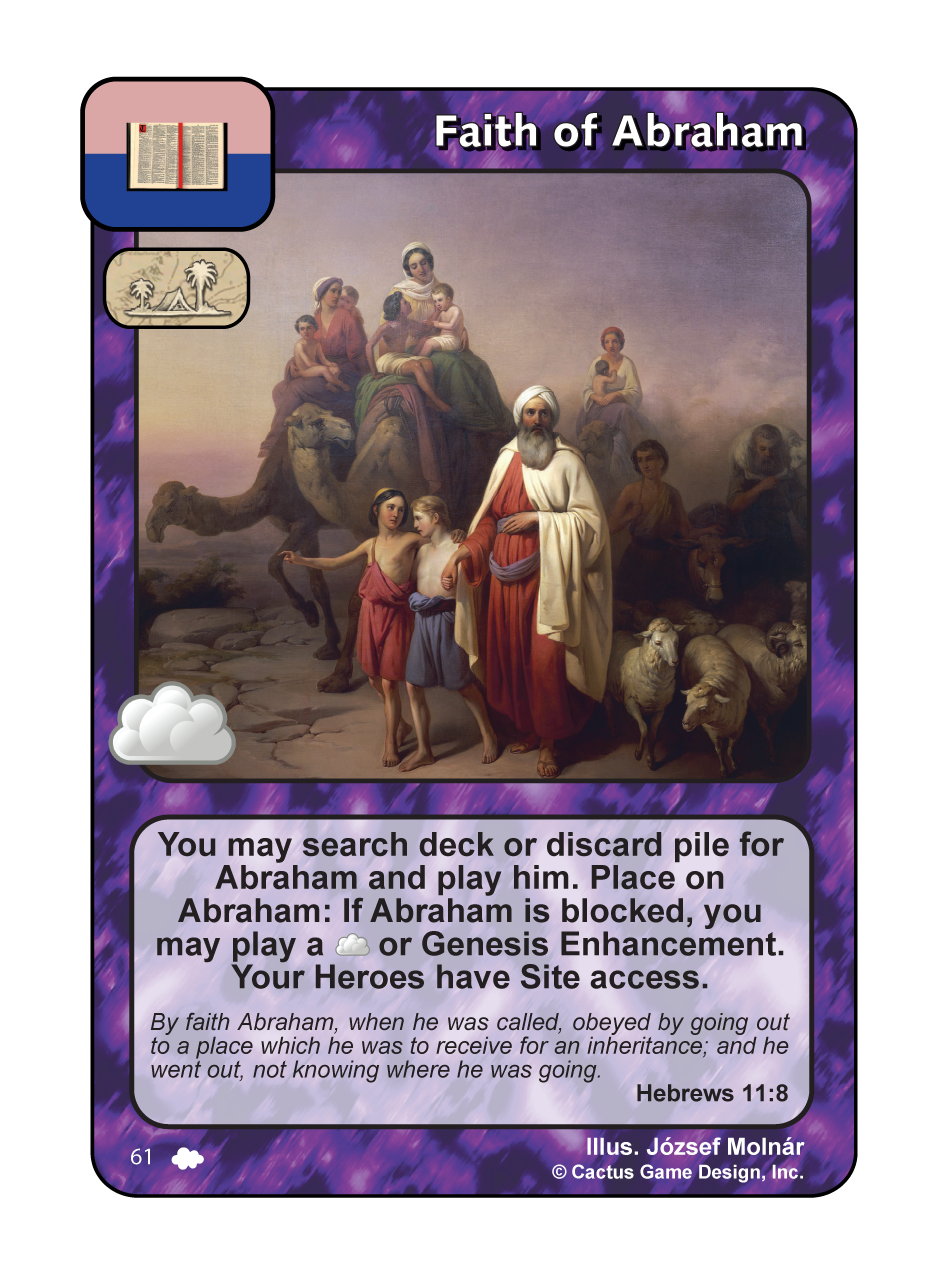 Faith of Abraham
You may search deck or discard pile for
Abraham and play him. Place on
Abraham: If Abraham is blocked, you
may play a or Genesis Enhancement.
Your Heroes have Site access.
By faith Abraham, when he was called, obeyed by going out
to a place which he was to receive for an inheritance; and he
went out, not knowing where he was going.
Hebrews 11:8
61
Illus. József Molnár
© Cactus Game Design, Inc.